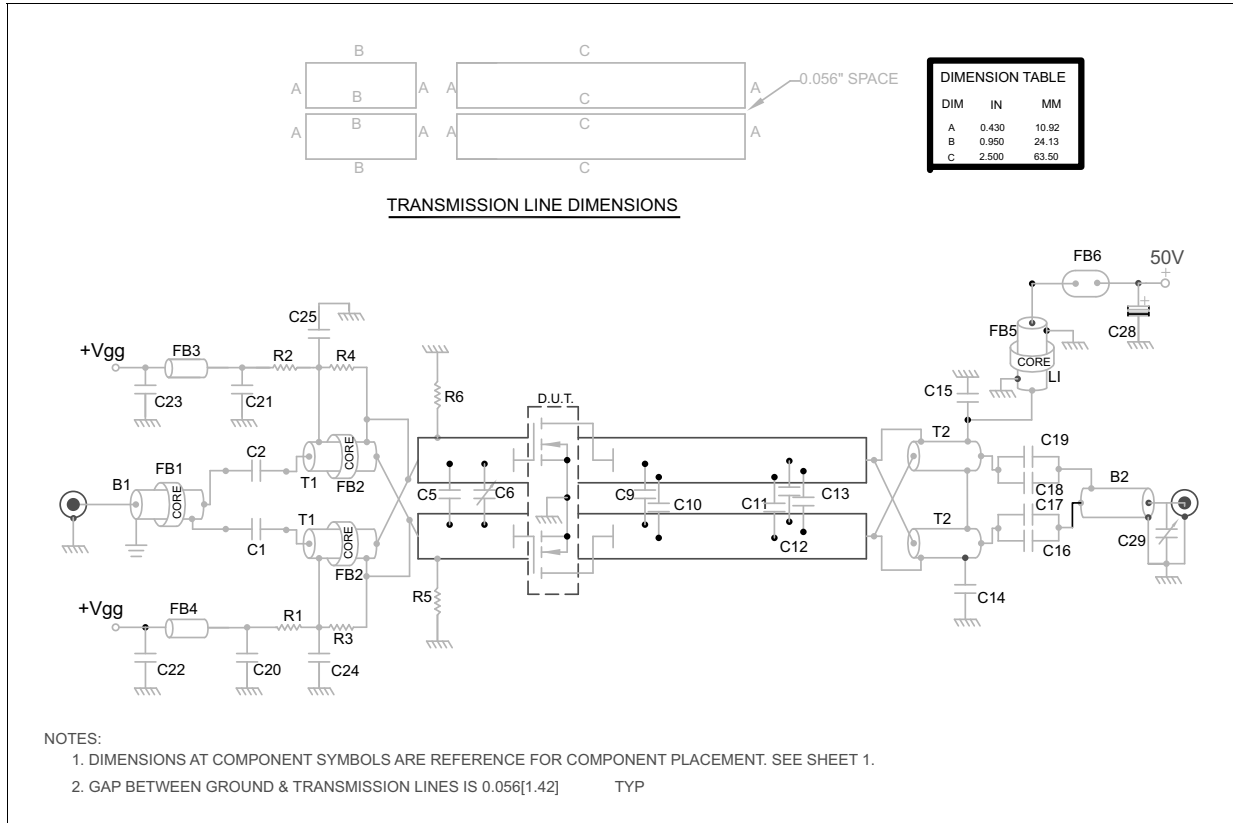 B C
A B A A C A 0.056" SPACE
A B A A C A
B C
TRANSMISSION LINE DIMENSIONS
DIMENSION TABLE
DIM IN MM
A 0.430 10.92
B 0.950 24.13
C 2.500 63.50
FB6 50V
+
C25 FB5 + C28
+Vgg FB3 R2 R4
CORE
LI
C23 C21 R6 D.U.T. C15
C2 CORE T2 C19
FB1 T1 FB2
B1 CORE C5 C6 C9 C10 C11 C13 C18 B2
C17
T1 CORE C12 T2
C1 FB2 C16 C29
+Vgg FB4 R1 R3 R5 C14
C22 C20 C24
NOTES:
1. DIMENSIONS AT COMPONENT SYMBOLS ARE REFERENCE FOR COMPONENT PLACEMENT. SEE SHEET 1.
2. GAP BETWEEN GROUND & TRANSMISSION LINES IS 0.056[1.42] TYP